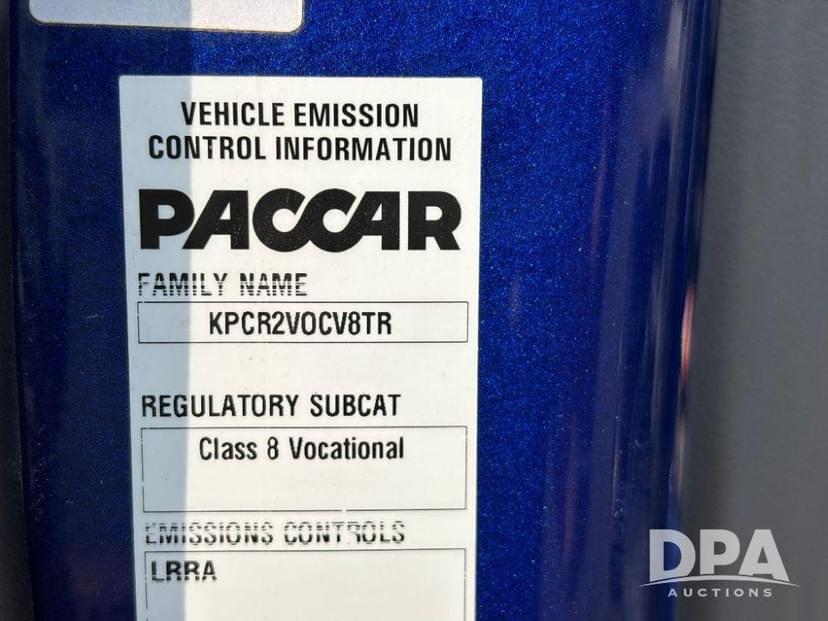 VEHICLE EMISSION
CONTROL INFORMATION
PACCAR
FAMILY NAME
KPCR2VOCV8TR
REGULATORY SUBCAT
Class 8 Vocational
EMISSIONS CONTROLS
LRRA
DPA
AUCTIONS